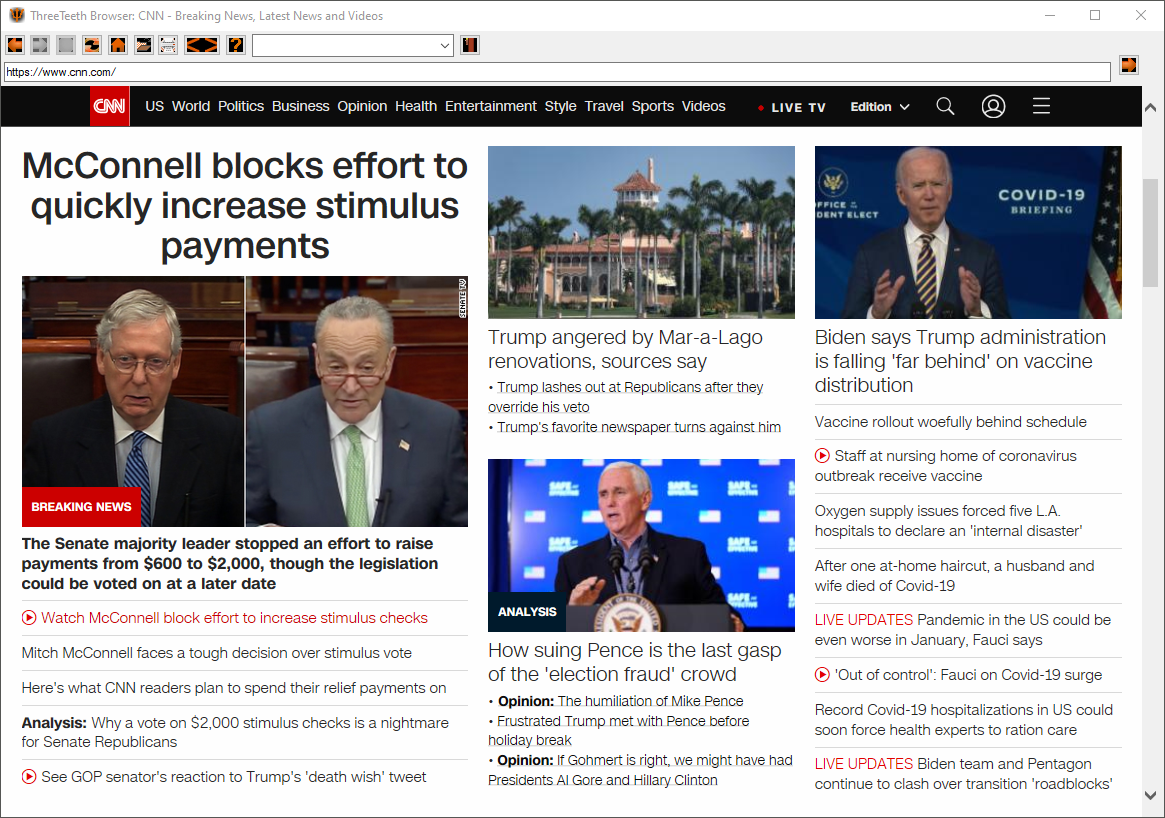 ThreeTeeth Browser: CNN - Breaking News, Latest News and Videos
https://www.cnn.com/
CNN US World Politics Business Opinion Health Entertainment Style Travel Sports Videos LIVE TV Edition
McConnell blocks effort to
quickly increase stimulus
payments
SENATE TV
BREAKING NEWS
The Senate majority leader stopped an effort to raise
payments from $600 to $2,000, though the legislation
could be voted on at a later date
Watch McConnell block effort to increase stimulus checks
Mitch McConnell faces a tough decision over stimulus vote
Here's what CNN readers plan to spend their relief payments on
Analysis: Why a vote on $2,000 stimulus checks is a nightmare
for Senate Republicans
See GOP senator's reaction to Trump's 'death wish' tweet
Trump angered by Mar-a-Lago
renovations, sources say
• Trump lashes out at Republicans after they
override his veto
• Trump's favorite newspaper turns against him
SAFE
EFFECTIVE
ANALYSIS
How suing Pence is the last gasp
of the 'election fraud' crowd
• Opinion: The humiliation of Mike Pence
• Frustrated Trump met with Pence before
holiday break
• Opinion: If Gohmert is right, we might have had
Presidents Al Gore and Hillary Clinton
OFFICE OF THE
DENT ELECT
COVID-19
BRIEFING
Biden says Trump administration
is falling 'far behind' on vaccine
distribution
Vaccine rollout woefully behind schedule
Staff at nursing home of coronavirus
outbreak receive vaccine
Oxygen supply issues forced five L.A.
hospitals to declare an 'internal disaster'
After one at-home haircut, a husband and
wife died of Covid-19
LIVE UPDATES Pandemic in the US could be
even worse in January, Fauci says
'Out of control': Fauci on Covid-19 surge
Record Covid-19 hospitalizations in US could
soon force health experts to ration care
LIVE UPDATES Biden team and Pentagon
continue to clash over transition 'roadblocks'